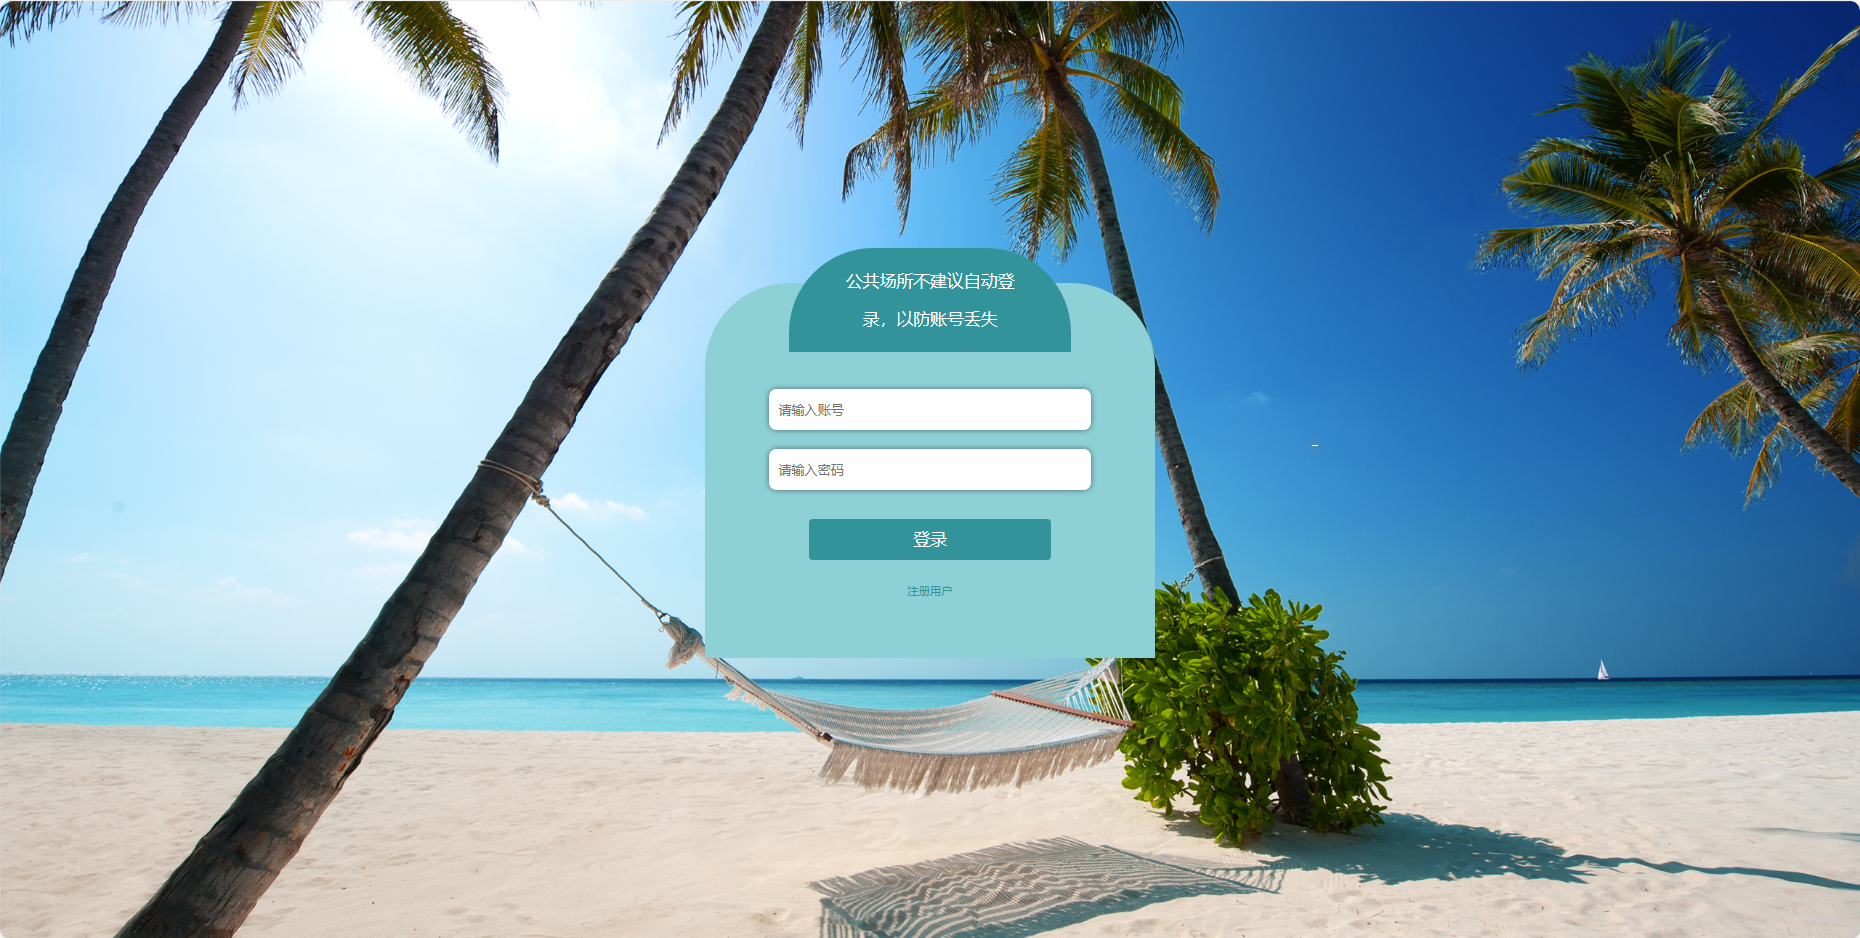 公共场所不建议自动登
录，以防账号丢失
请输入账号
请输入密码
登录
注册用户